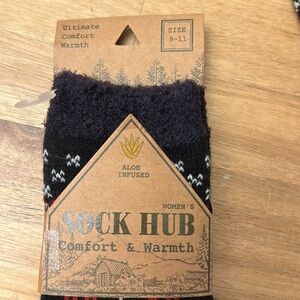 Ultimate
Comfort
Warmth
SIZE
9-11
ALOE
INFUSED
WOMEN'S
SOCK HUB
Comfort & Warmth